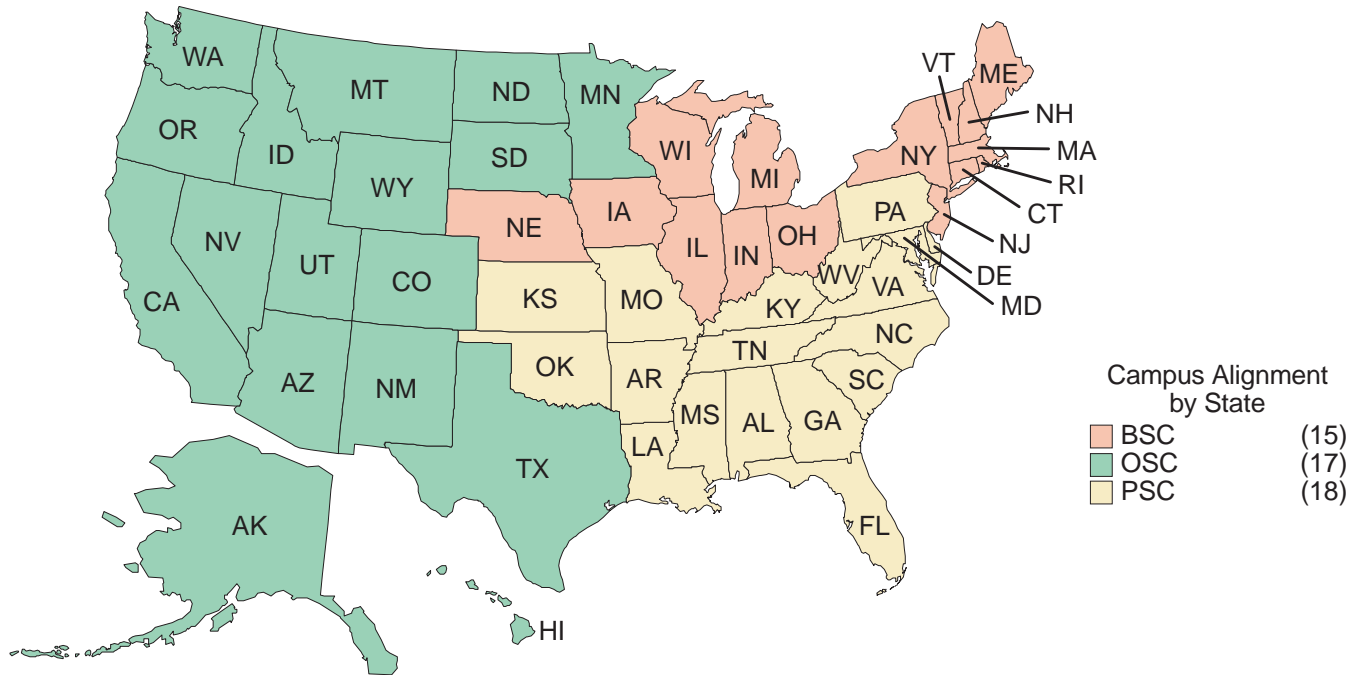 WA
MT
ND
MN
VT
ME
OR
ID
SD
WI
NH
WY
MI
NY
MA
RI
NV
NE
IA
PA
CT
UT
CO
IL
IN
OH
NJ
CA
KS
MO
WV
VA
DE
KY
MD
AZ
NM
OK
AR
TN
NC
SC
MS
AL
GA
LA
TX
FL
AK
HI
Campus Alignment
by State
BSC (15)
OSC (17)
PSC (18)